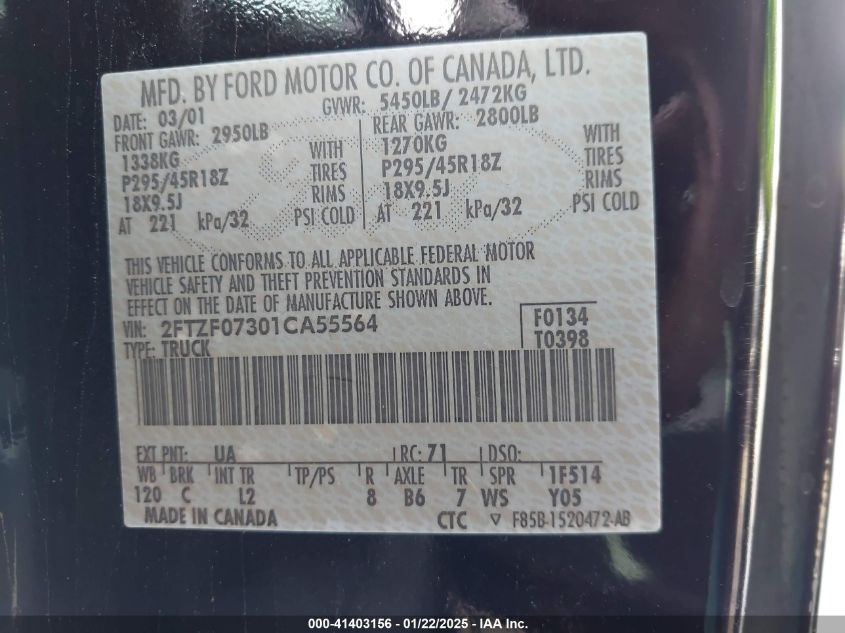 MFD. BY FORD MOTOR CO. OF CANADA, LTD.
DATE: 03/01 GVWR: 5450LB/ 2472KG
FRONT GAWR: 2950LB REAR GAWR: 2800LB
1338KG WITH 1270KG WITH
P295/45R18Z TIRES P295/45R18Z TIRES
18X9.5J RIMS 18X9.5J RIMS
AT 221 kPa/32 PSI COLD AT 221 kPa/32 PSI COLD
THIS VEHICLE CONFORMS TO ALL APPLICABLE FEDERAL MOTOR
VEHICLE SAFETY AND THEFT PREVENTION STANDARDS IN
EFFECT ON THE DATE OF MANUFACTURE SHOWN ABOVE.
VIN: 2FTZF07301CA55564 F0134
TYPE: TRUCK T0398
EXT PNT: UA RC: 71 DSO:
WB BRK INT TR TP/PS R AXLE TR SPR 1F514
120 C L2 8 B6 7 WS Y05
MADE IN CANADA CTC F85B-1520472-AB
000-41403156 - 01/22/2025 - IAA Inc.